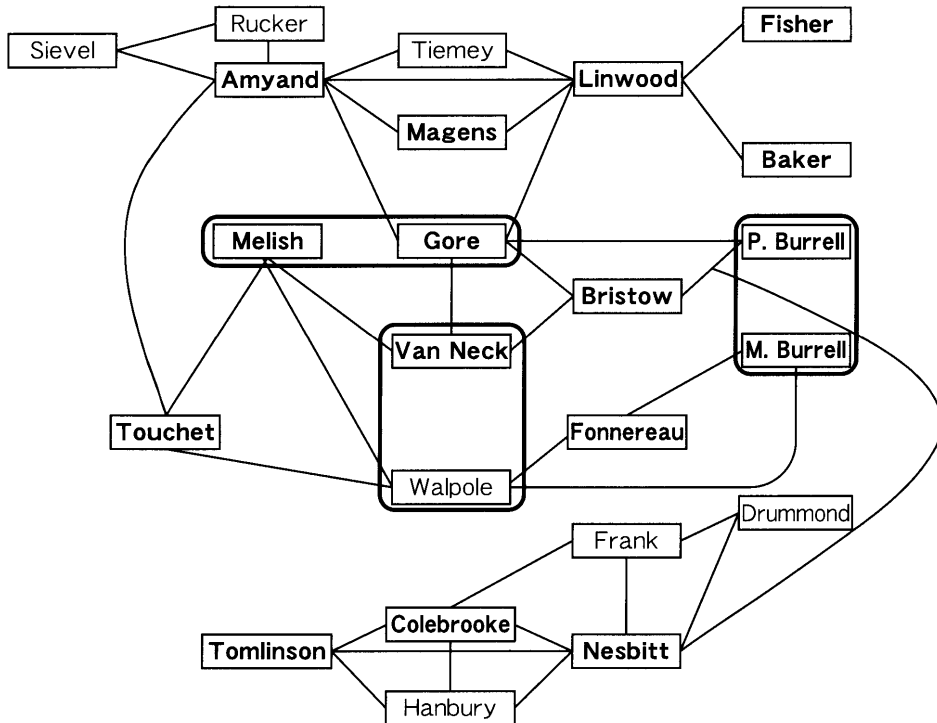 Rucker
Fisher
Sievel
Tiemey
Amyand
Linwood
Magens
Baker
Melish
Gore
P. Burrell
Bristow
Van Neck
M. Burrell
Touchet
Fonnereau
Walpole
Drummond
Frank
Colebrooke
Tomlinson
Nesbitt
Hanbury